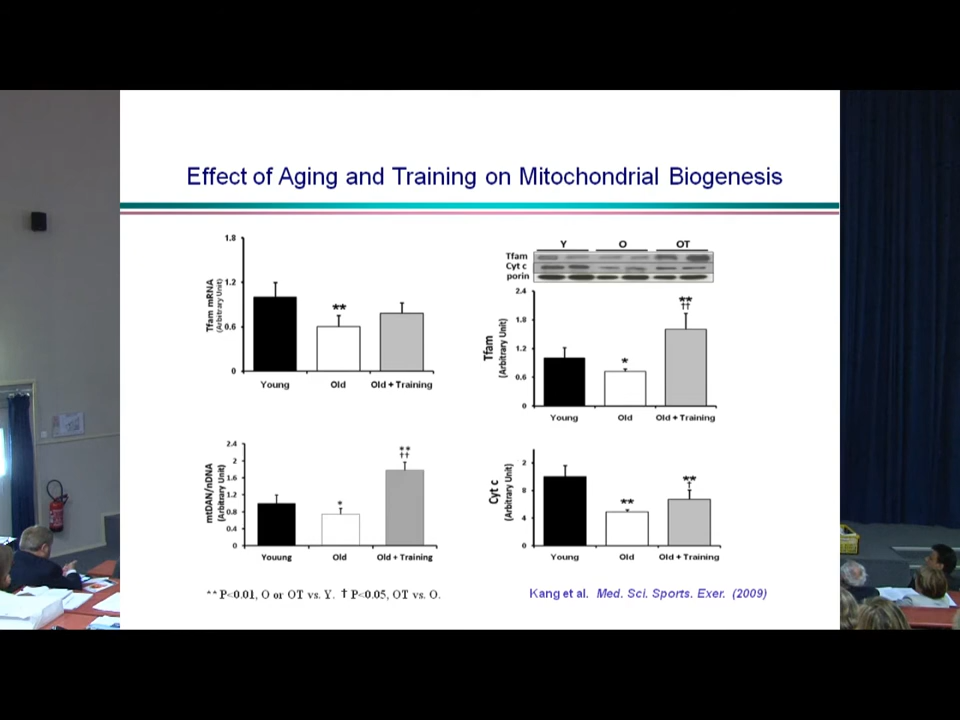 Effect of Aging and Training on Mitochondrial Biogenesis
1.8
1.2
0.6
0
Tfam mRNA
(Arbitrary Unit)
**
Young Old Old + Training
Y O OT
Tfam
Cyt c
porin
2.4
1.8
1.2
0.6
0
Tfam
(Arbitrary Unit)
*
**
††
Young Old Old + Training
2.4
2
1.6
1.2
0.8
0.4
0
mtDAN/nDNA
(Arbitrary Unit)
*
**
††
Youung Old Old + Training
2
8
4
0
Cyt c
(Arbitrary Unit)
**
**
†
Young Old Old + Training
** P<0.01, O or OT vs. Y. † P<0.05, OT vs. O.
Kang et al. Med. Sci. Sports. Exer. (2009)